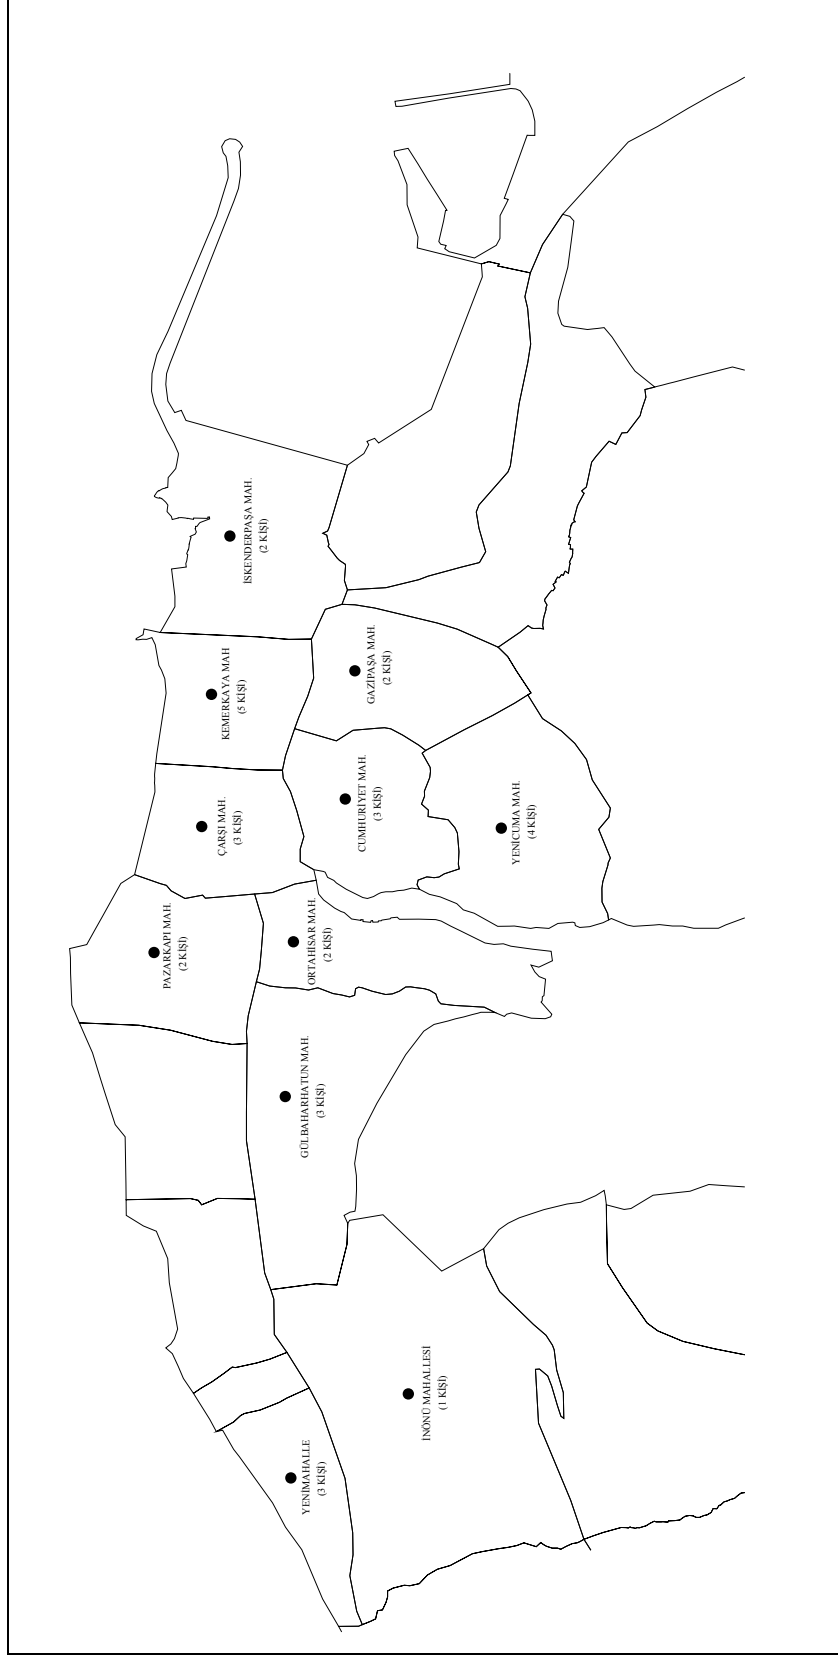 İSKENDERPAŞA MAH.
(2 KİŞİ)
KEMERKAYA MAH
(5 KİŞİ)
GAZİPAŞA MAH.
(2 KİŞİ)
ÇARŞI MAH.
(3 KİŞİ)
CUMHURİYET MAH.
(3 KİŞİ)
YENİCUMA MAH.
(4 KİŞİ)
PAZARKAPI MAH.
(2 KİŞİ)
ORTAHİSAR MAH.
(2 KİŞİ)
GÜLBAHARHATUN MAH.
(3 KİŞİ)
İNÖNÜ MAHALLESİ
(1 KİŞİ)
YENİMAHALLE
(3 KİŞİ)